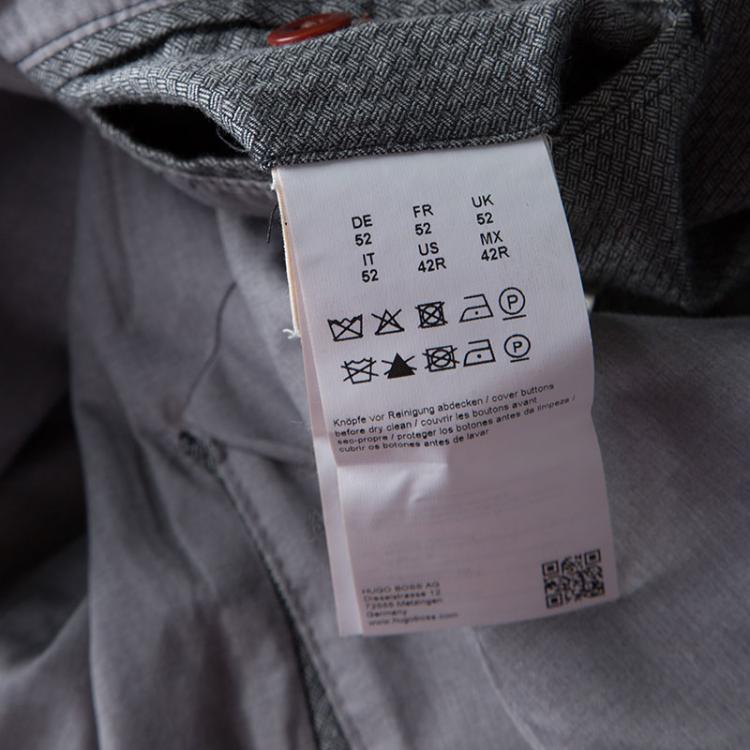 DE FR UK
52 52 52
IT US MX
52 42R 42R
P
P
Knöpfe vor Reinigung abdecken / cover buttons
before dry clean / couvrir les boutons avant
sec-propre / proteger los botones antes da limpeza /
cubrir os botones antes de lavar
HUGO BOSS AG
Dieselstrasse 12
72555 Metzingen
Germany
www.hugoboss.com